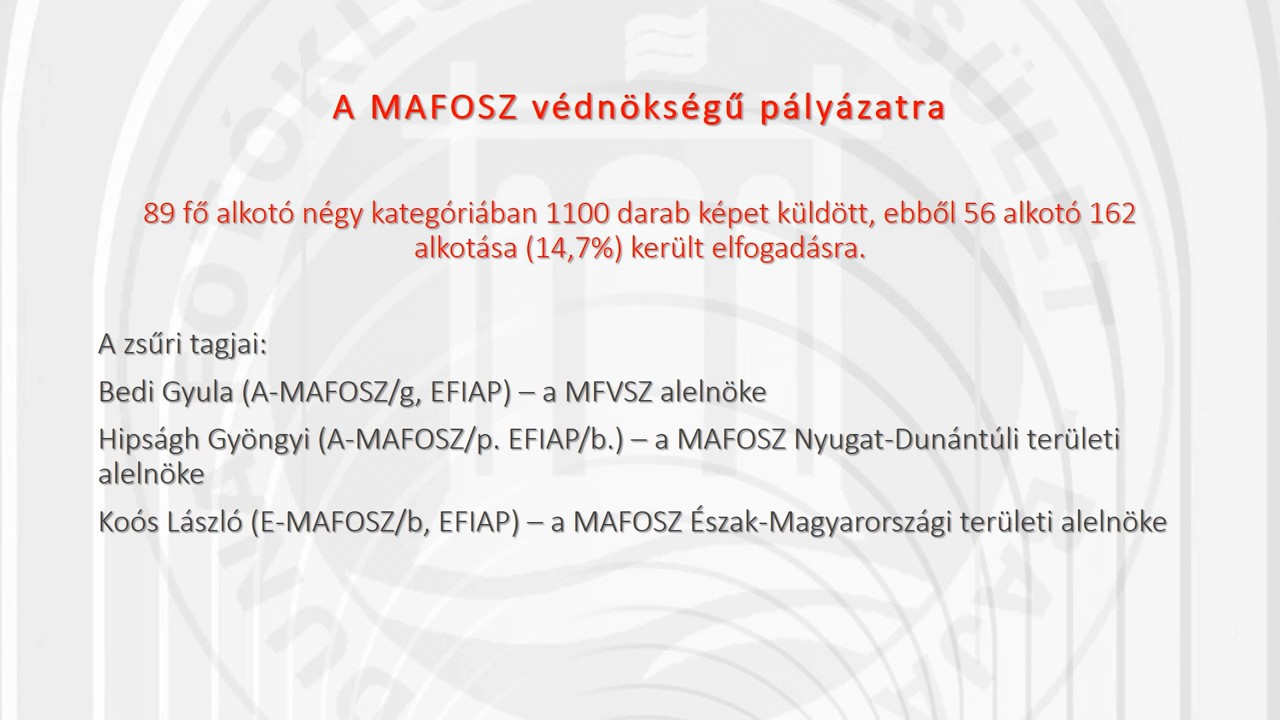 A MAFOSZ védnökségű pályázatra
89 fő alkotó négy kategóriában 1100 darab képet küldött, ebből 56 alkotó 162
alkotása (14,7%) került elfogadásra.
A zsűri tagjai:
Bedi Gyula (A-MAFOSZ/g, EFIAP) – a MFVSZ alelnöke
Hipságh Gyöngyi (A-MAFOSZ/p. EFIAP/b.) – a MAFOSZ Nyugat-Dunántúli területi
alelnöke
Koós László (E-MAFOSZ/b, EFIAP) – a MAFOSZ Észak-Magyarországi területi alelnöke